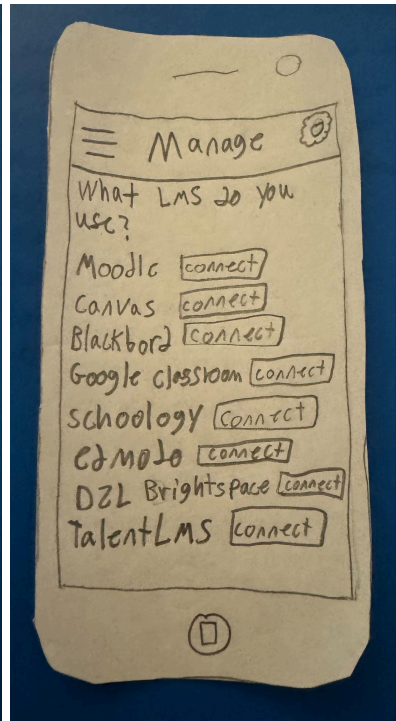 Manage
What LMS do you
use?
Moodle connect
Canvas connect
Blackbord connect
Google classroom connect
schoology connect
edmodo connect
D2L Brightspace connect
TalentLMS connect